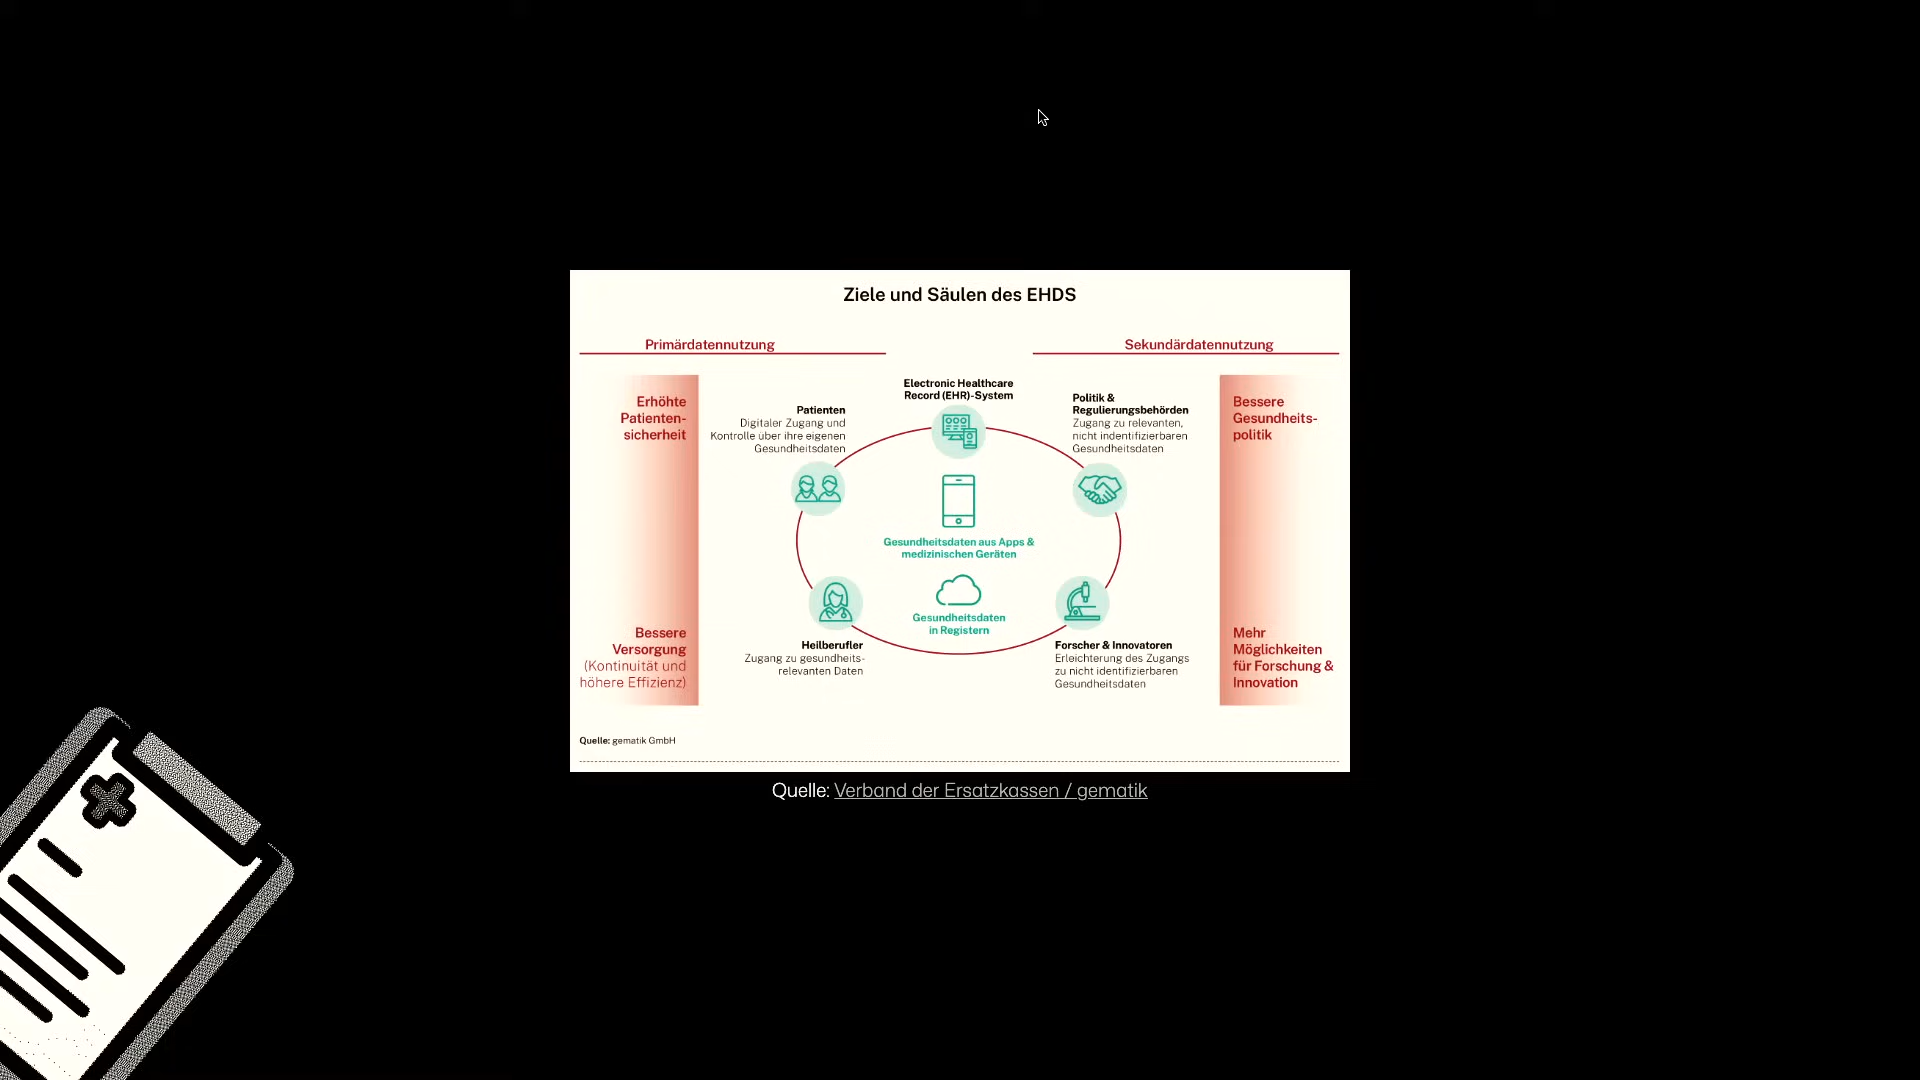 Ziele und Säulen des EHDS
Primärdatennutzung
Sekundärdatennutzung
Erhöhte
Patienten-
sicherheit
Bessere
Versorgung
(Kontinuität und
höhere Effizienz)
Patienten
Digitaler Zugang und
Kontrolle über ihre eigenen
Gesundheitsdaten
Heilberufler
Zugang zu gesundheits-
relevanten Daten
Electronic Healthcare
Record (EHR)-System
Gesundheitsdaten aus Apps &
medizinischen Geräten
Gesundheitsdaten
in Registern
Politik &
Regulierungsbehörden
Zugang zu relevanten,
nicht indentifizierbaren
Gesundheitsdaten
Forscher & Innovatoren
Erleichterung des Zugangs
zu nicht identifizierbaren
Gesundheitsdaten
Bessere
Gesundheits-
politik
Mehr
Möglichkeiten
für Forschung &
Innovation
Quelle: gematik GmbH
Quelle: Verband der Ersatzkassen / gematik